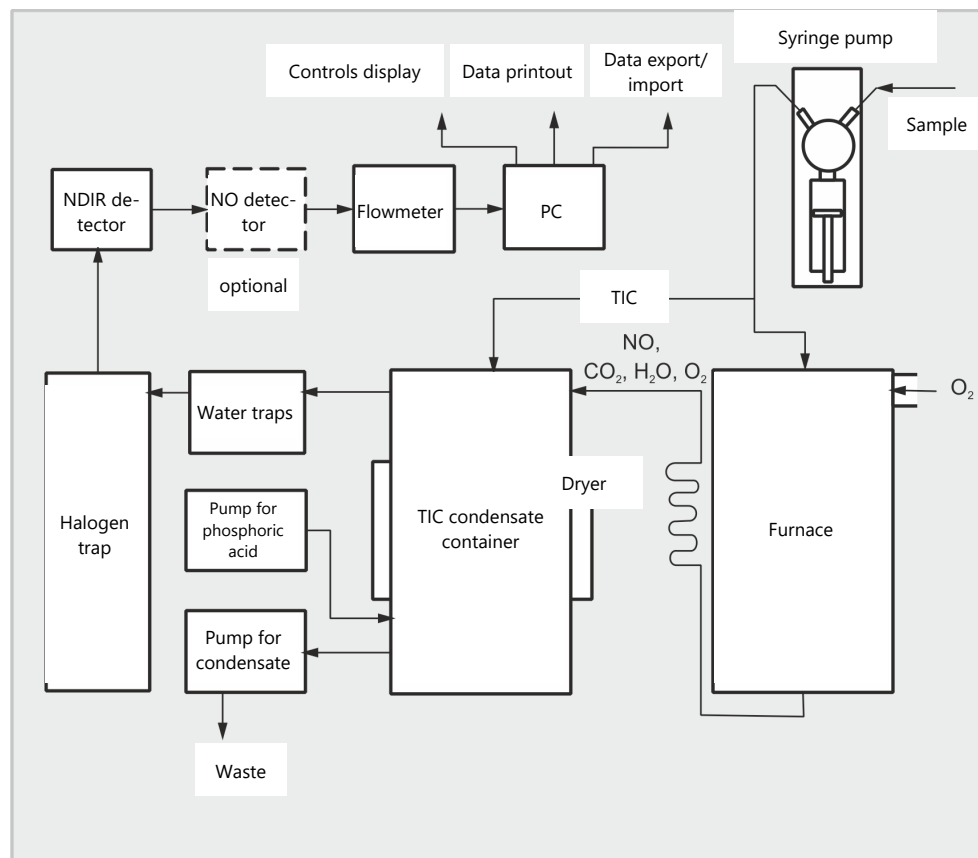 Syringe pump
Controls display
Data printout
Data export/
import
Sample
NDIR de-
tector
NO detec-
tor
optional
Flowmeter
PC
TIC
NO,
CO₂, H₂O, O₂
O₂
Water traps
Halogen
trap
Pump for
phosphoric
acid
TIC condensate
container
Dryer
Furnace
Pump for
condensate
Waste